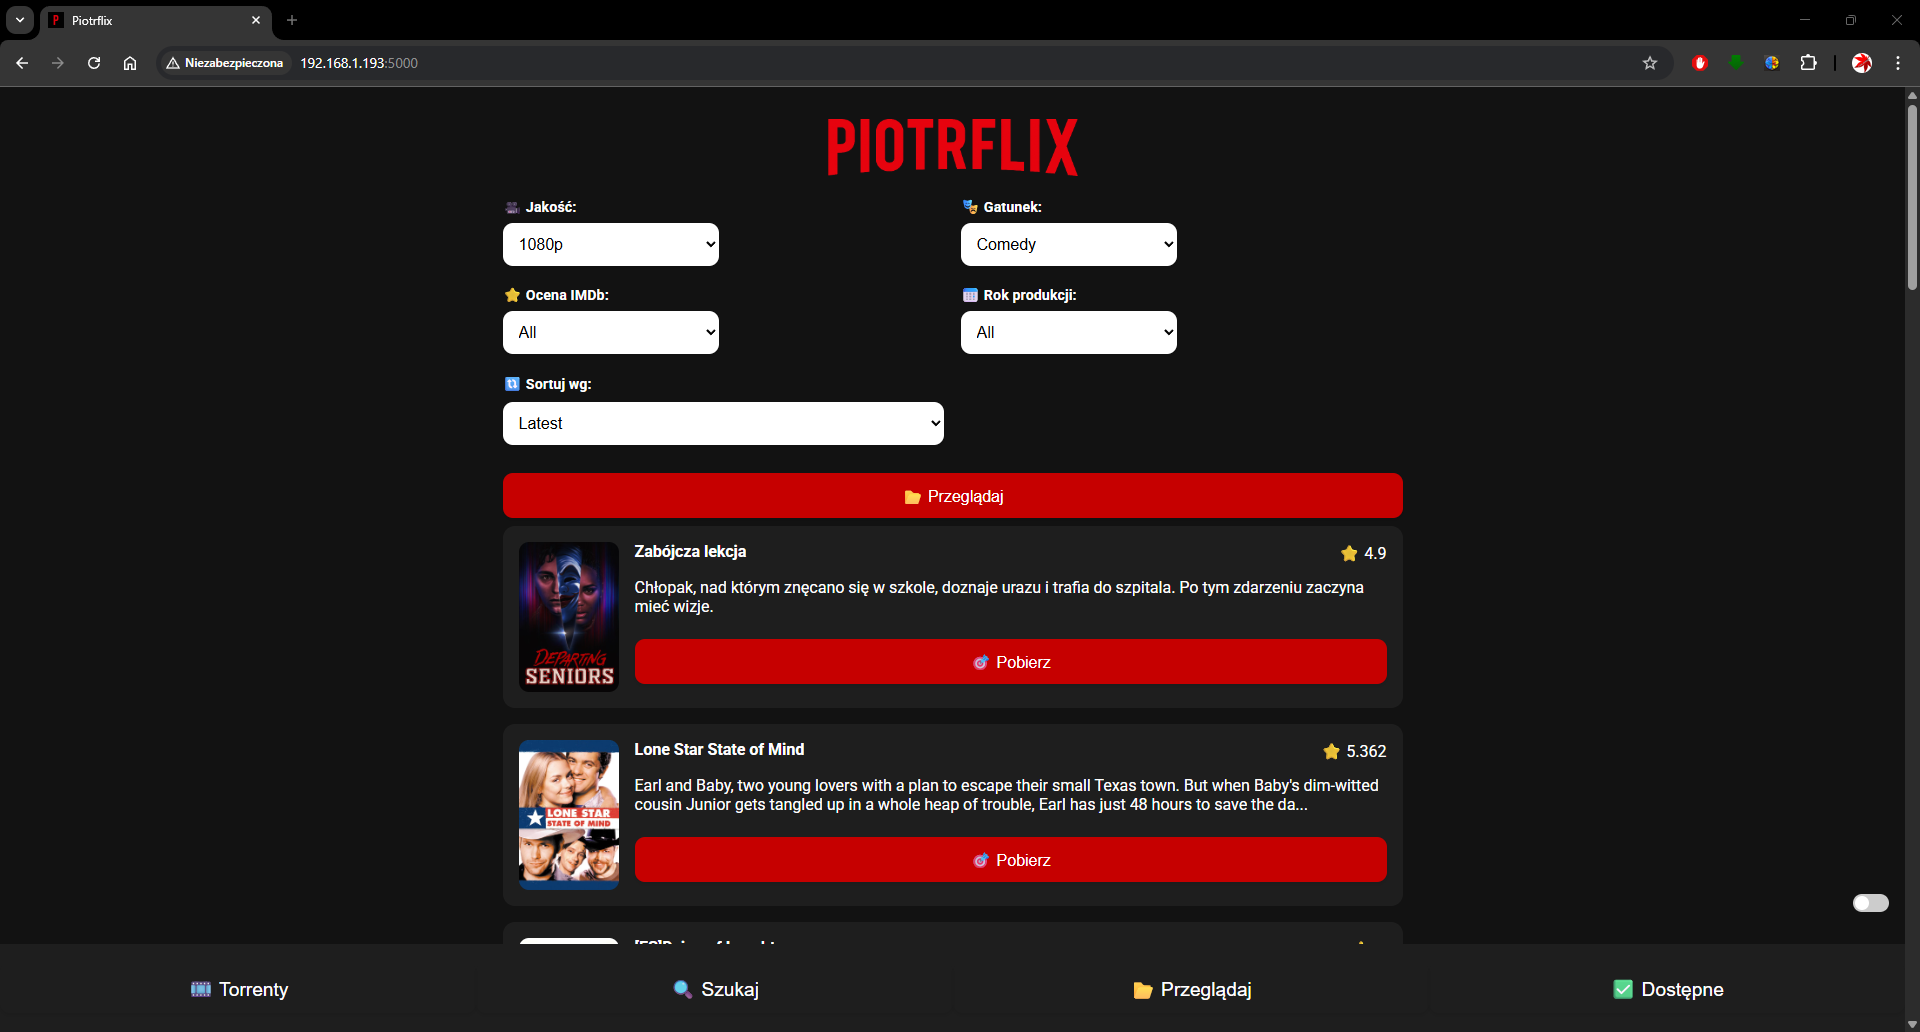 Piotrflix
Niezabezpieczona
192.168.1.193:5000
PIOTRFLIX
Jakość:
Gatunek:
1080p
Comedy
Ocena IMDb:
Rok produkcji:
All
All
Sortuj wg:
Latest
Przeglądaj
Zabójcza lekcja
4.9
Chłopak, nad którym znęcano się w szkole, doznaje urazu i trafia do szpitala. Po tym zdarzeniu zaczyna
mieć wizje.
DEPARTING
SENIORS
Pobierz
Lone Star State of Mind
5.362
Earl and Baby, two young lovers with a plan to escape their small Texas town. But when Baby's dim-witted
cousin Junior gets tangled up in a whole heap of trouble, Earl has just 48 hours to save the da...
LONE STAR
STATE OF MIND
Pobierz
Torrenty
Szukaj
Przeglądaj
Dostępne